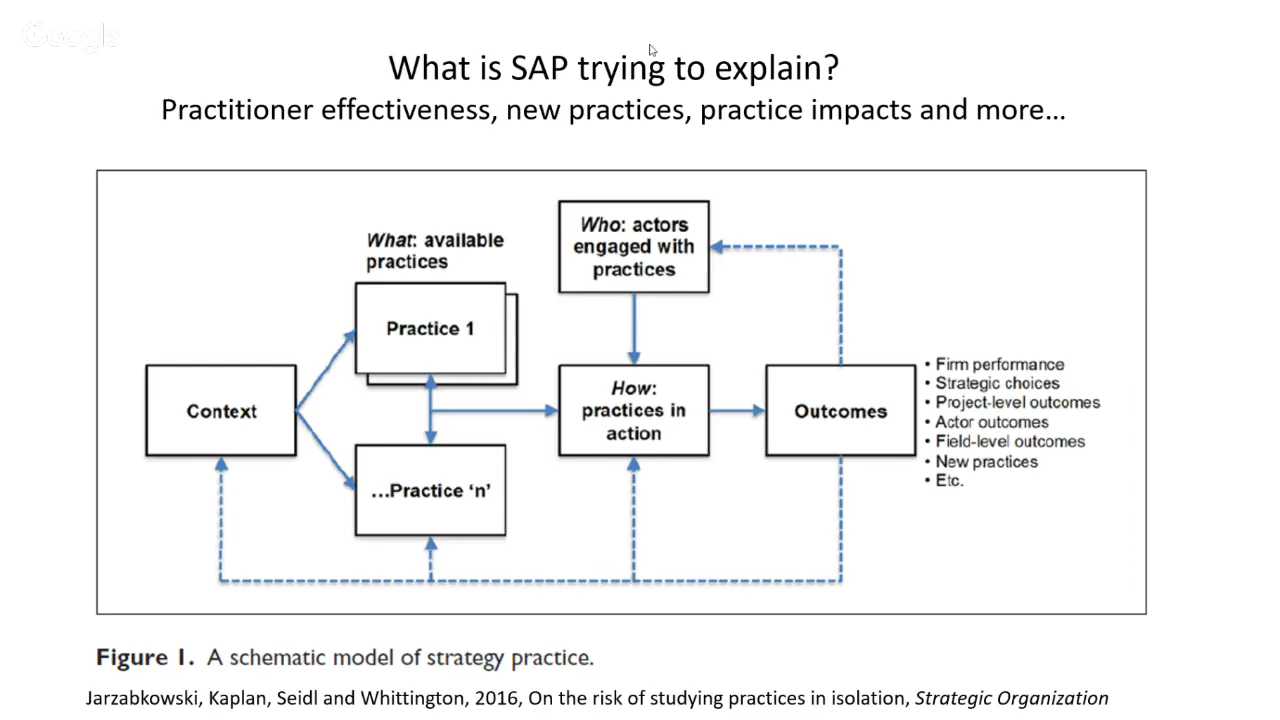 Google
What is SAP trying to explain?
Practitioner effectiveness, new practices, practice impacts and more…
What: available
practices
Practice 1
…Practice ‘n’
Context
Who: actors
engaged with
practices
How:
practices in
action
Outcomes
• Firm performance
• Strategic choices
• Project-level outcomes
• Actor outcomes
• Field-level outcomes
• New practices
• Etc.
Figure 1. A schematic model of strategy practice.
Jarzabkowski, Kaplan, Seidl and Whittington, 2016, On the risk of studying practices in isolation, Strategic Organization